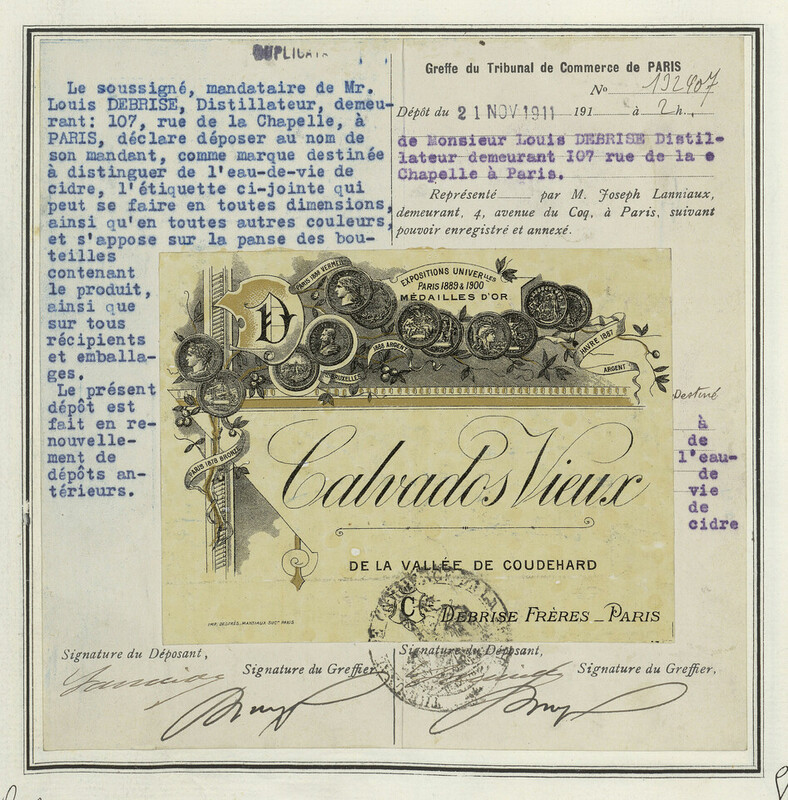 DUPLICATA
Le soussigné, mandataire de Mr.
Louis DEBRISE, Distillateur, demeu-
rant: 107, rue de la Chapelle, à
PARIS, déclare déposer au nom de
son mandant, comme marque destinée
à distinguer de l'eau-de-vie de
cidre, l'étiquette ci-jointe qui
peut se faire en toutes dimensions,
ainsi qu'en toutes autres couleurs,
et s'appose sur la panse des bou-
teilles
contenant
le produit,
ainsi que
sur tous
récipients
et emballa-
ges.
Le présent
dépôt est
fait en re-
nouvelle-
ment de
dépôts an-
térieurs.
Greffe du Tribunal de Commerce de PARIS
No 192407
Dépôt du 21 NOV 1911 191 à 2 h.
de Monsieur Louis DEBRISE Distil-
lateur demeurant 107 rue de la e
Chapelle à Paris.
Représenté par M. Joseph Lanniaux,
demeurant, 4, avenue du Coq, à Paris, suivant
pouvoir enregistré et annexé.
D
PARIS 1888 VERMEIL
EXPOSITIONS UNIVERLLES
PARIS 1889 & 1900
MÉDAILLES D'OR
BRUXELLES
1888 ARGENT
HAVRE 1887
ARGENT
PARIS 1878 BRONZE
Calvados Vieux
DE LA VALLÉE DE COUDEHARD
DEBRISE FRÈRES _ PARIS
Destiné
à
de
l'eau-
de-
vie
de
cidre
Signature du Déposant,
Signature du Greffier,
Signature du Déposant,
Signature du Greffier,